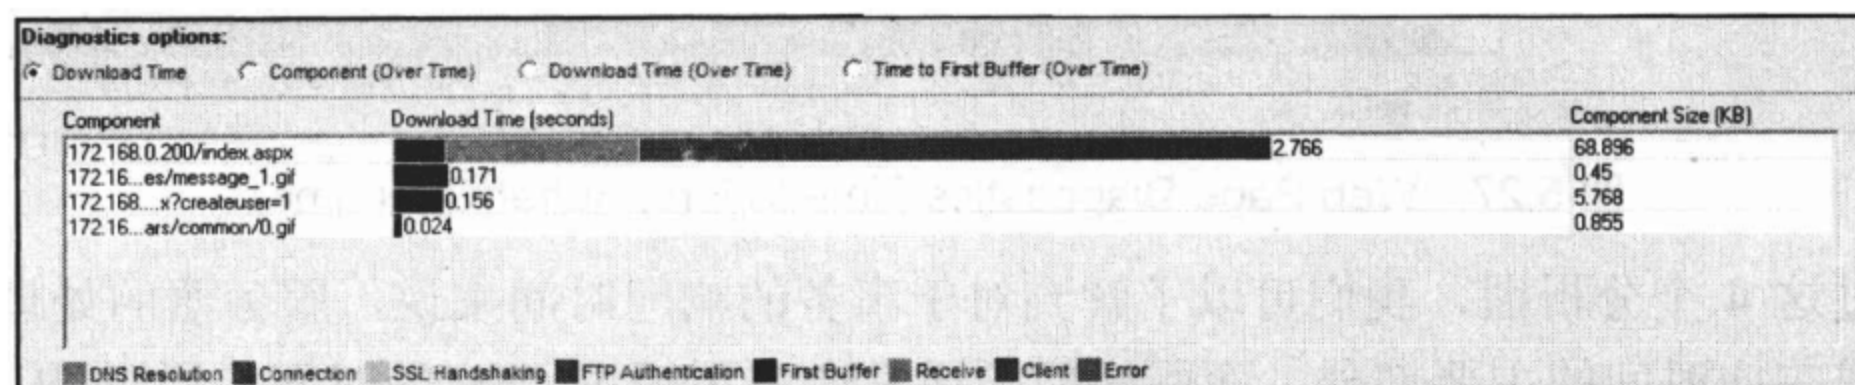 Diagnostics options:
Download Time Component (Over Time) Download Time (Over Time) Time to First Buffer (Over Time)
Component Download Time (seconds) Component Size (KB)
172.168.0.200/index.aspx 2.766 68.896
172.16...es/message_1.gif 0.171 0.45
172.168....x?createuser=1 0.156 5.768
172.16...ars/common/0.gif 0.024 0.855
DNS Resolution Connection SSL Handshaking FTP Authentication First Buffer Receive Client Error